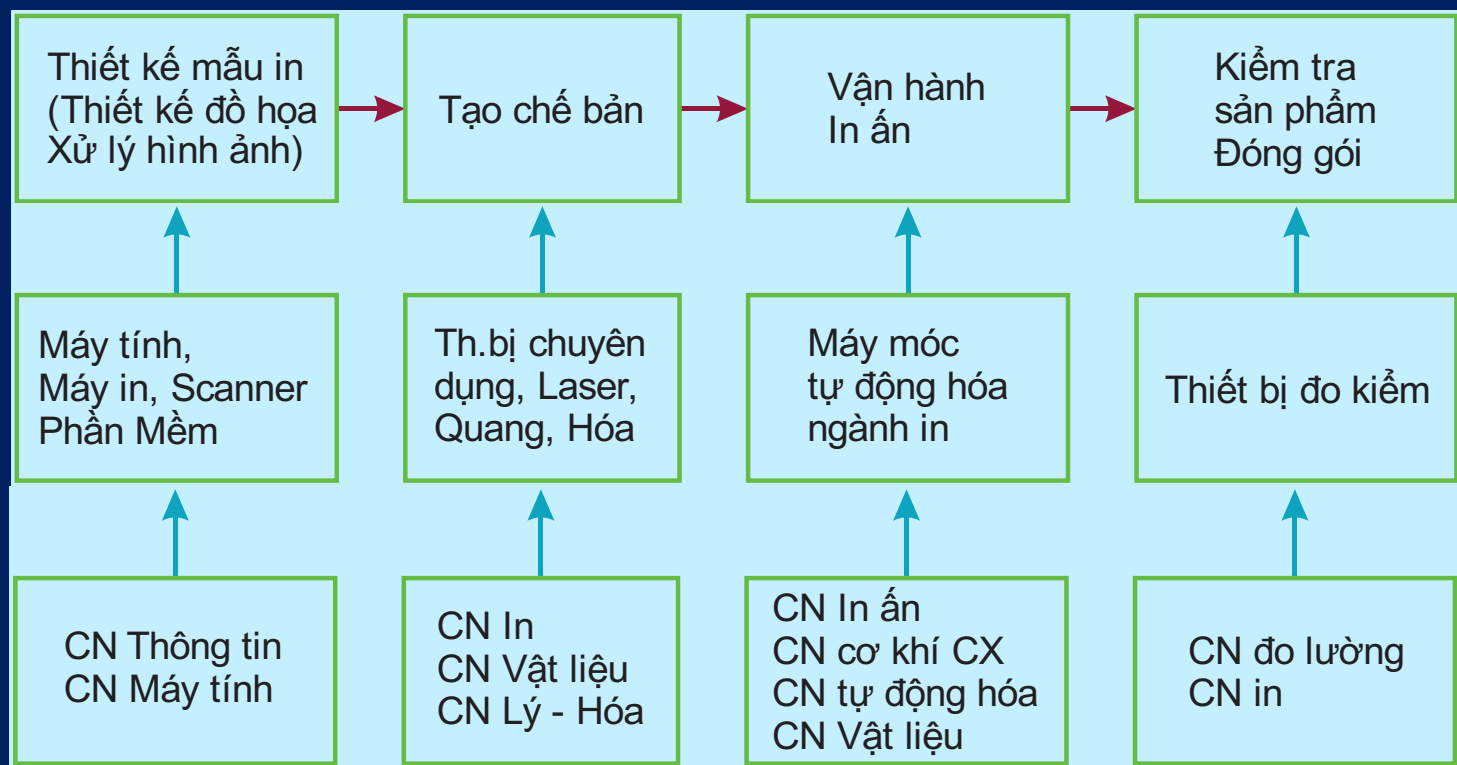 Thiết kế mẫu in
(Thiết kế đồ họa
Xử lý hình ảnh)
Tạo chế bản
Vận hành
In ấn
Kiểm tra
sản phẩm
Đóng gói
Máy tính,
Máy in, Scanner
Phần Mềm
Th.bị chuyên
dụng, Laser,
Quang, Hóa
Máy móc
tự động hóa
ngành in
Thiết bị đo kiểm
CN Thông tin
CN Máy tính
CN In
CN Vật liệu
CN Lý - Hóa
CN In ấn
CN cơ khí CX
CN tự động hóa
CN Vật liệu
CN đo lường
CN in